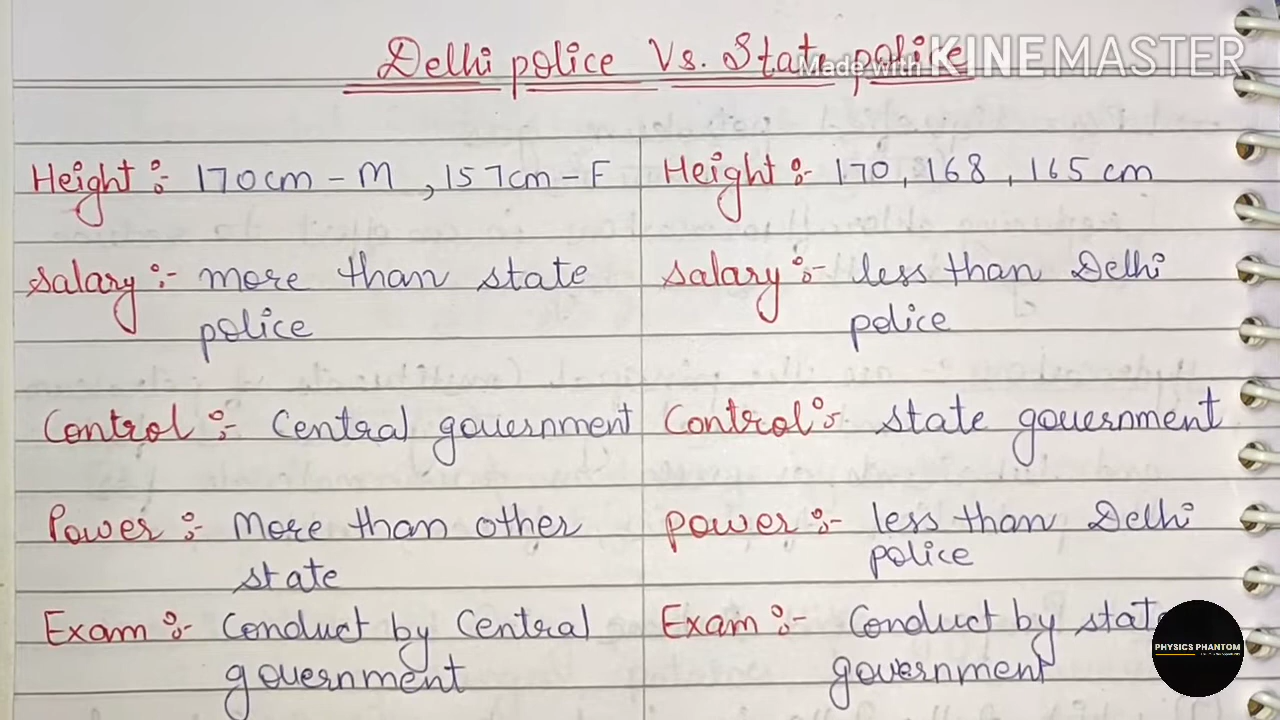 Delhi police Vs. State police
Made with KINEMASTER
Height :- 170cm - M , 157cm - F
Salary :- more than state
police
Control :- Central government
Power :- More than other
state
Exam :- Conduct by Central
government
Height :- 170, 168, 165 cm
Salary :- less than Delhi
police
Control :- state government
power :- less than Delhi
police
Exam :- Conduct by state
government
PHYSICS PHANTOM